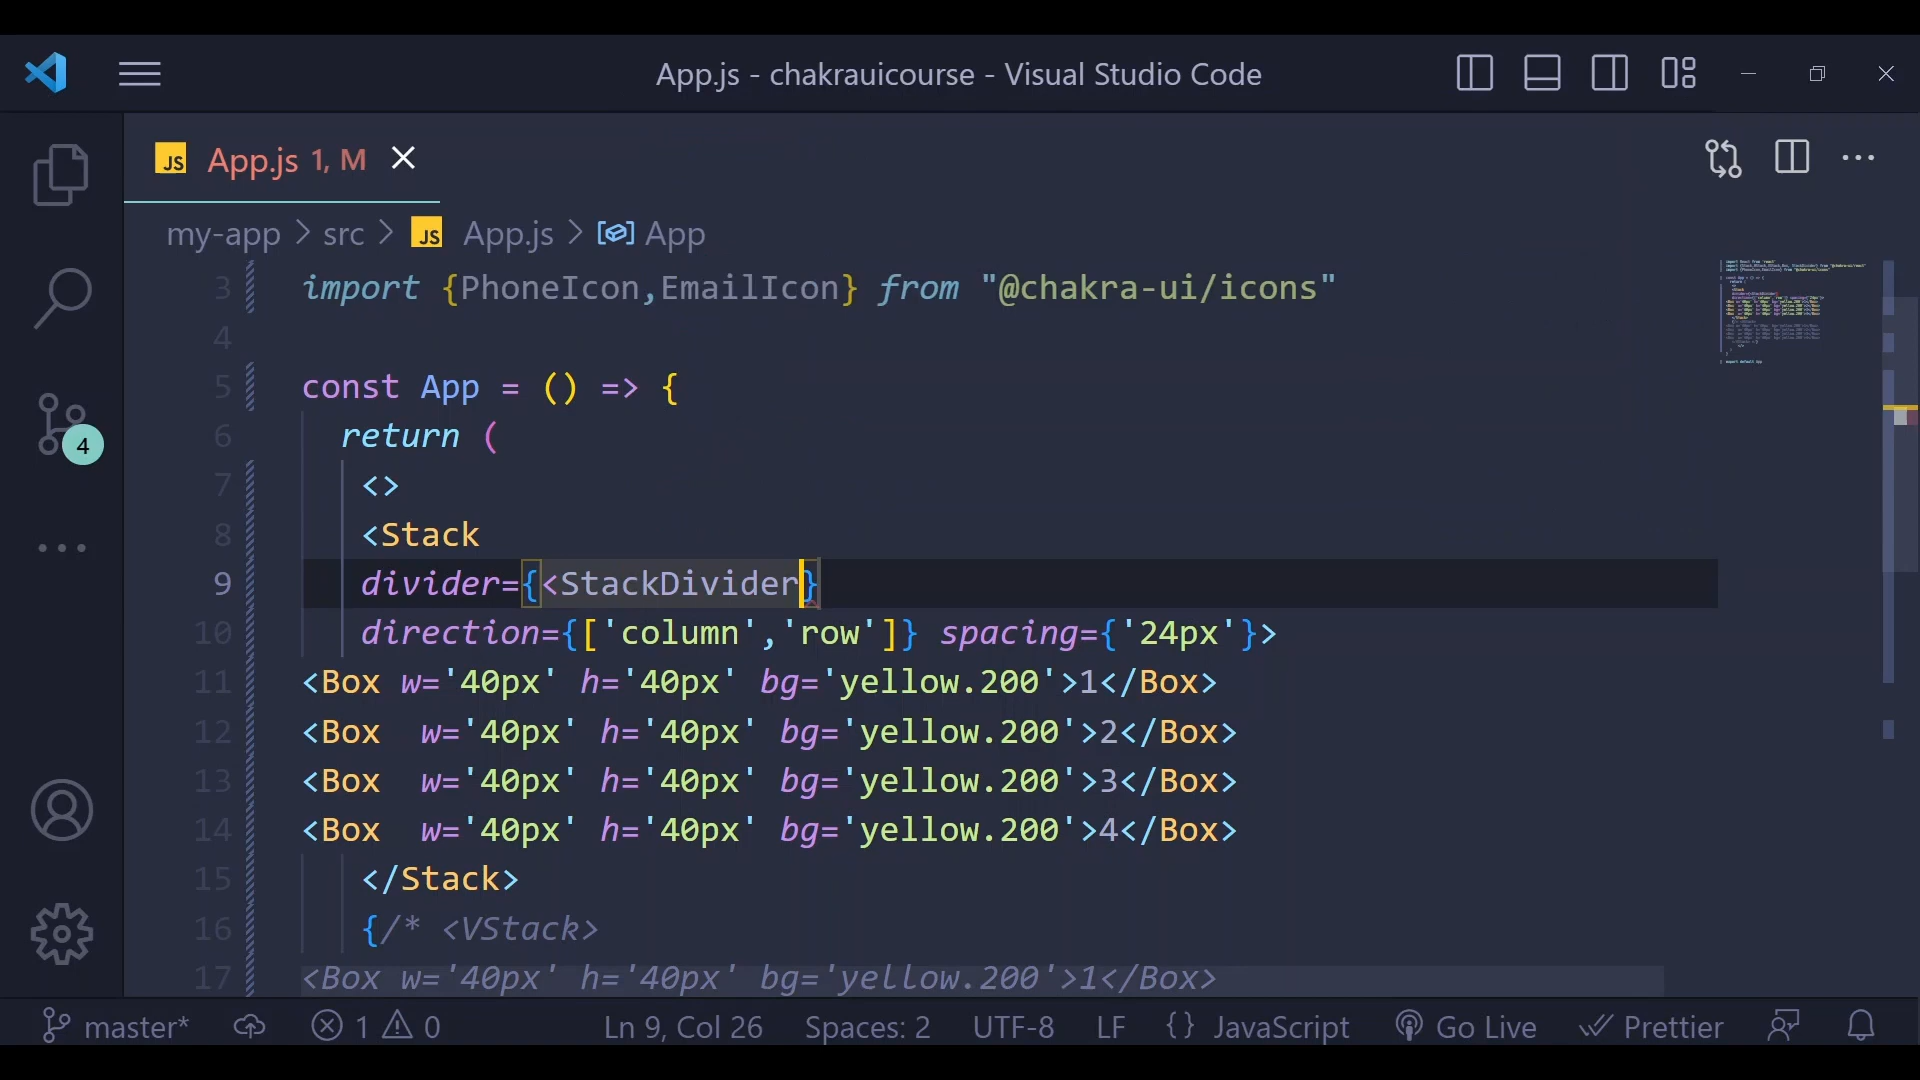 App.js - chakrauicourse - Visual Studio Code
JS App.js 1, M
my-app > src > JS App.js > App
3 import {PhoneIcon,EmailIcon} from "@chakra-ui/icons"
4
5 const App = () => {
6 return (
7 <>
8 <Stack
9 divider={<StackDivider}
10 direction={['column','row']} spacing={'24px'}>
11 <Box w='40px' h='40px' bg='yellow.200'>1</Box>
12 <Box  w='40px' h='40px' bg='yellow.200'>2</Box>
13 <Box  w='40px' h='40px' bg='yellow.200'>3</Box>
14 <Box  w='40px' h='40px' bg='yellow.200'>4</Box>
15 </Stack>
16 {/* <VStack>
17 <Box w='40px' h='40px' bg='yellow.200'>1</Box>
4
master* 1 0 Ln 9, Col 26 Spaces: 2 UTF-8 LF {} JavaScript Go Live Prettier